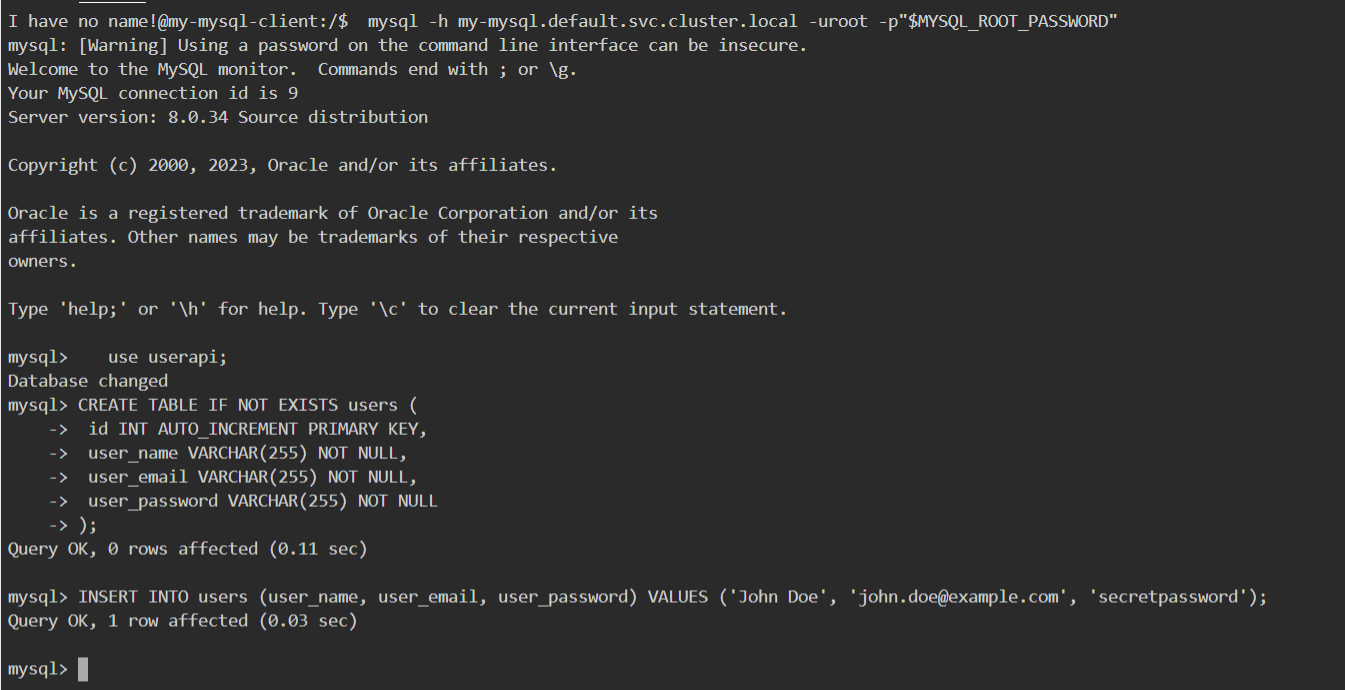 I have no name!@my-mysql-client:/$  mysql -h my-mysql.default.svc.cluster.local -uroot -p"$MYSQL_ROOT_PASSWORD"
mysql: [Warning] Using a password on the command line interface can be insecure.
Welcome to the MySQL monitor.  Commands end with ; or \g.
Your MySQL connection id is 9
Server version: 8.0.34 Source distribution

Copyright (c) 2000, 2023, Oracle and/or its affiliates.

Oracle is a registered trademark of Oracle Corporation and/or its
affiliates. Other names may be trademarks of their respective
owners.

Type 'help;' or '\h' for help. Type '\c' to clear the current input statement.

mysql>    use userapi;
Database changed
mysql> CREATE TABLE IF NOT EXISTS users (
    ->  id INT AUTO_INCREMENT PRIMARY KEY,
    ->  user_name VARCHAR(255) NOT NULL,
    ->  user_email VARCHAR(255) NOT NULL,
    ->  user_password VARCHAR(255) NOT NULL
    -> );
Query OK, 0 rows affected (0.11 sec)

mysql> INSERT INTO users (user_name, user_email, user_password) VALUES ('John Doe', 'john.doe@example.com', 'secretpassword');
Query OK, 1 row affected (0.03 sec)

mysql>